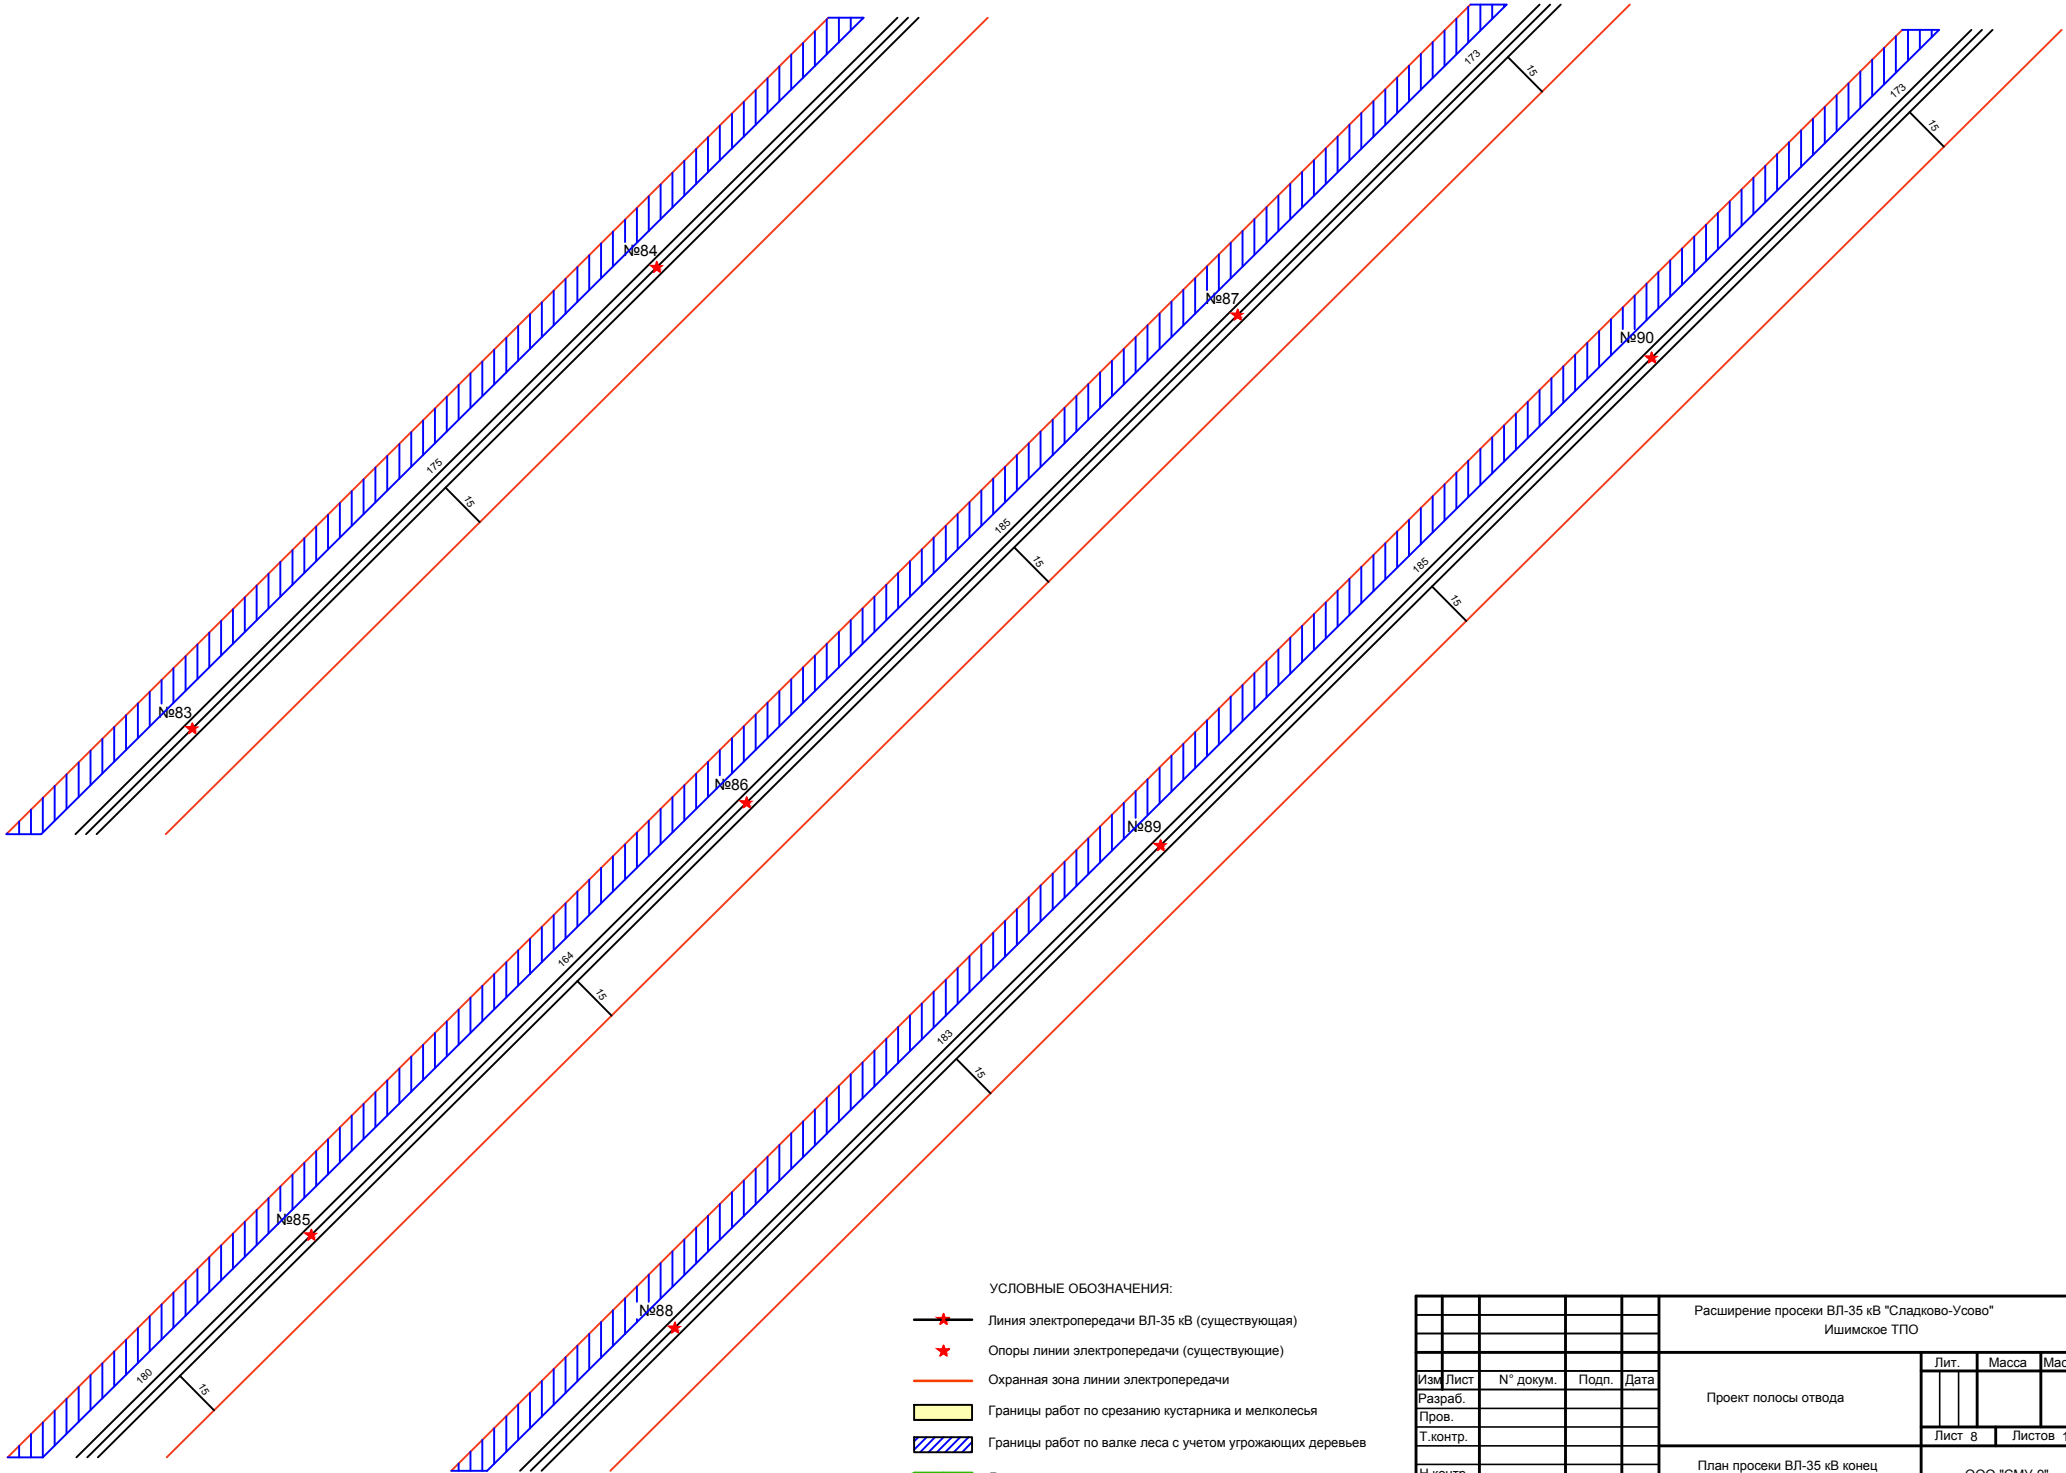 №84
175
15
№83
173
15
№87
185
15
№86
164
15
№85
180
15
173
15
№90
185
15
№89
183
15
№88
УСЛОВНЫЕ ОБОЗНАЧЕНИЯ:
Линия электропередачи ВЛ-35 кВ (существующая)
Опоры линии электропередачи (существующие)
Охранная зона линии электропередачи
Границы работ по срезанию кустарника и мелколесья
Границы работ по валке леса с учетом угрожающих деревьев
Расширение просеки ВЛ-35 кВ "Сладково-Усово"
Ишимское ТПО
Лит. Масса
Изм Лист N° докум. Подп. Дата
Разраб.
Проект полосы отвода
Пров.
Т.контр.
Лист 8 Листов
План просеки ВЛ-35 кВ конец